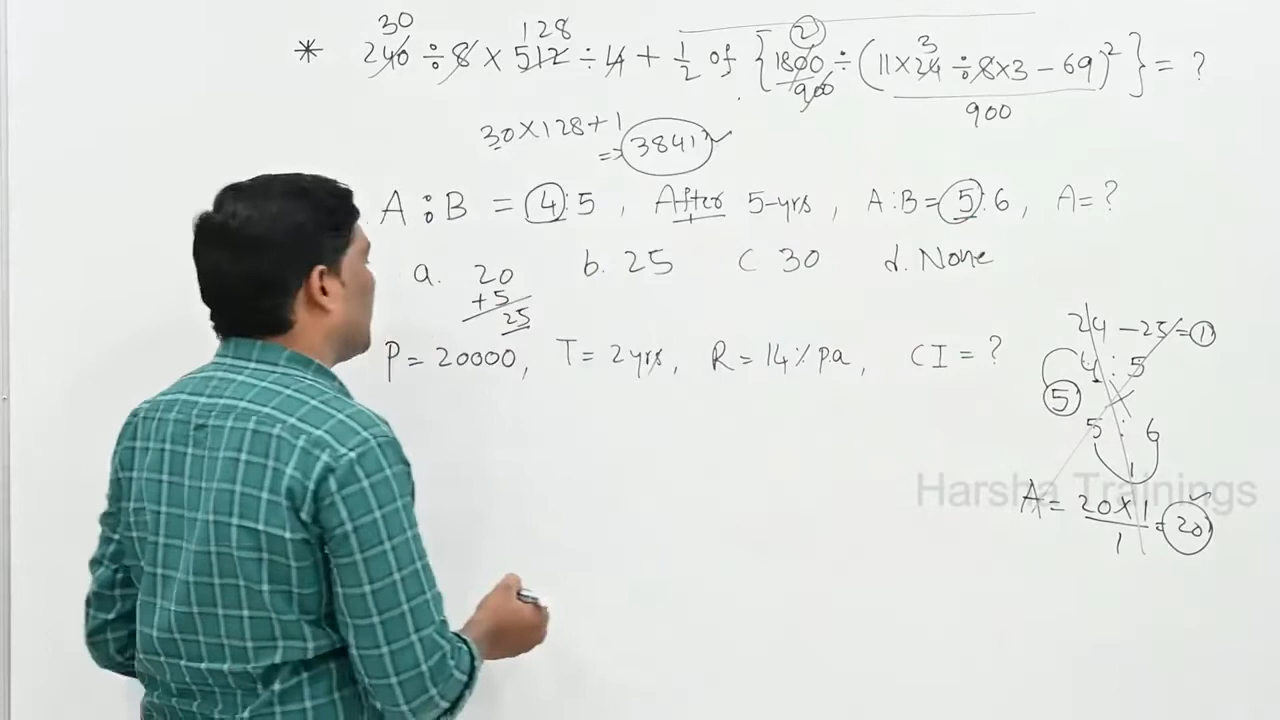 30 128
* 240 ÷ 8 × 512 ÷ 4 + 1/2 of { 1800 ÷ (11 × 24 ÷ 8 × 3 − 69)² } = ?
2 3
900 900
30 × 128 + 1
=> 3841
A : B = 4 : 5 , After 5-yrs , A : B = 5 : 6 , A = ?
a. 20 b. 25 C 30 d. None
+5
25
P = 20000, T = 2 yrs, R = 14 % p.a, CI = ?
24 − 25 = 1
4 : 5
5
5 : 6
1
Harsha Trainings
A = 20 × 1 / 1 = 20